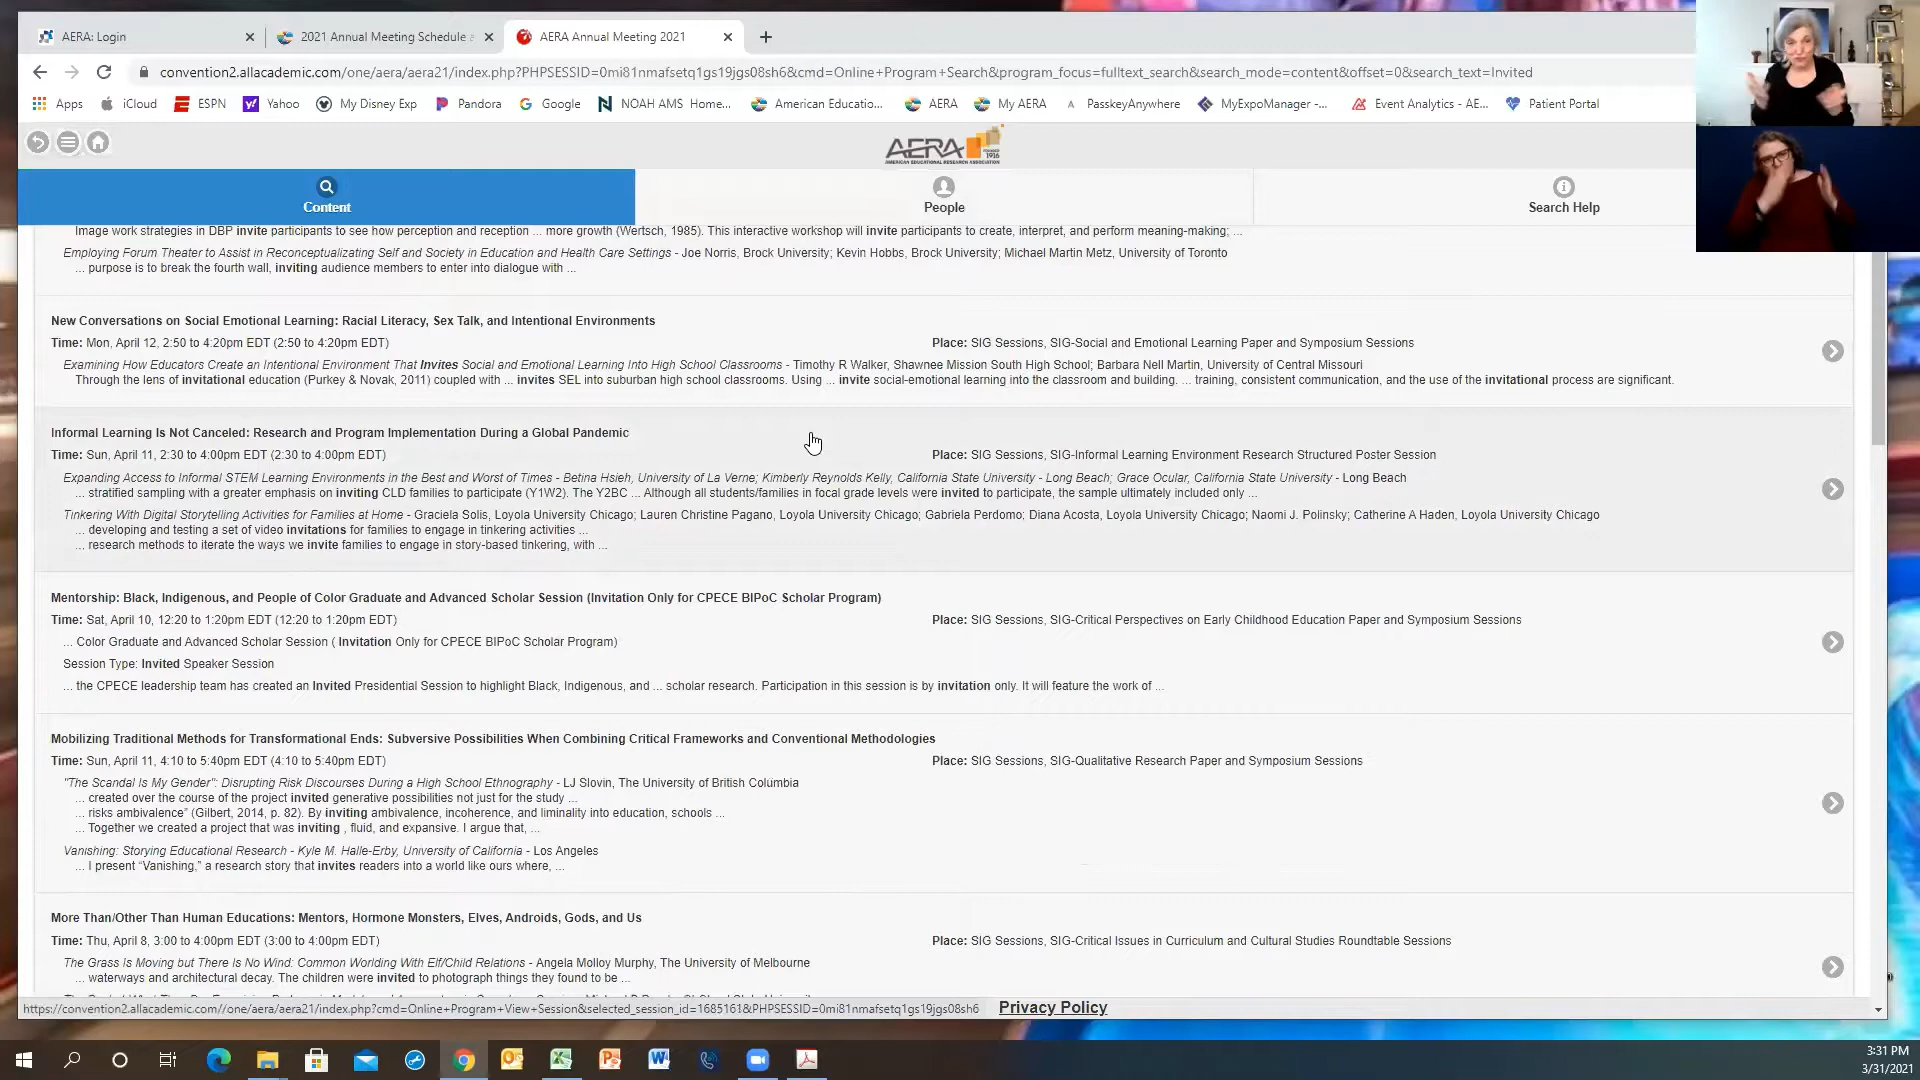 AERA: Login
2021 Annual Meeting Schedule a
AERA Annual Meeting 2021
convention2.allacademic.com/one/aera/aera21/index.php?PHPSESSID=0mi81nmafsetq1gs19jgs08sh6&cmd=Online+Program+Search&program_focus=fulltext_search&search_mode=content&offset=0&search_text=Invited
Apps iCloud ESPN Yahoo My Disney Exp Pandora Google NOAH AMS Home... American Educatio... AERA My AERA PasskeyAnywhere MyExpoManager -... Event Analytics - AE... Patient Portal
AERA
1916
AMERICAN EDUCATIONAL RESEARCH ASSOCIATION
Content
People
Search Help
Image work strategies in DBP invite participants to see how perception and reception ... more growth (Wertsch, 1985). This interactive workshop will invite participants to create, interpret, and perform meaning-making; ...
Employing Forum Theater to Assist in Reconceptualizating Self and Society in Education and Health Care Settings - Joe Norris, Brock University; Kevin Hobbs, Brock University; Michael Martin Metz, University of Toronto
... purpose is to break the fourth wall, inviting audience members to enter into dialogue with ...
New Conversations on Social Emotional Learning: Racial Literacy, Sex Talk, and Intentional Environments
Time: Mon, April 12, 2:50 to 4:20pm EDT (2:50 to 4:20pm EDT)
Place: SIG Sessions, SIG-Social and Emotional Learning Paper and Symposium Sessions
Examining How Educators Create an Intentional Environment That Invites Social and Emotional Learning Into High School Classrooms - Timothy R Walker, Shawnee Mission South High School; Barbara Nell Martin, University of Central Missouri
Through the lens of invitational education (Purkey & Novak, 2011) coupled with ... invites SEL into suburban high school classrooms. Using ... invite social-emotional learning into the classroom and building. ... training, consistent communication, and the use of the invitational process are significant.
Informal Learning Is Not Canceled: Research and Program Implementation During a Global Pandemic
Time: Sun, April 11, 2:30 to 4:00pm EDT (2:30 to 4:00pm EDT)
Place: SIG Sessions, SIG-Informal Learning Environment Research Structured Poster Session
Expanding Access to Informal STEM Learning Environments in the Best and Worst of Times - Betina Hsieh, University of La Verne; Kimberly Reynolds Kelly, California State University - Long Beach; Grace Ocular, California State University - Long Beach
... stratified sampling with a greater emphasis on inviting CLD families to participate (Y1W2). The Y2BC ... Although all students/families in focal grade levels were invited to participate, the sample ultimately included only ...
Tinkering With Digital Storytelling Activities for Families at Home - Graciela Solis, Loyola University Chicago; Lauren Christine Pagano, Loyola University Chicago; Gabriela Perdomo; Diana Acosta, Loyola University Chicago; Naomi J. Polinsky; Catherine A Haden, Loyola University Chicago
... developing and testing a set of video invitations for families to engage in tinkering activities ...
... research methods to iterate the ways we invite families to engage in story-based tinkering, with ...
Mentorship: Black, Indigenous, and People of Color Graduate and Advanced Scholar Session (Invitation Only for CPECE BIPoC Scholar Program)
Time: Sat, April 10, 12:20 to 1:20pm EDT (12:20 to 1:20pm EDT)
Place: SIG Sessions, SIG-Critical Perspectives on Early Childhood Education Paper and Symposium Sessions
... Color Graduate and Advanced Scholar Session ( Invitation Only for CPECE BIPoC Scholar Program)
Session Type: Invited Speaker Session
... the CPECE leadership team has created an Invited Presidential Session to highlight Black, Indigenous, and ... scholar research. Participation in this session is by invitation only. It will feature the work of ...
Mobilizing Traditional Methods for Transformational Ends: Subversive Possibilities When Combining Critical Frameworks and Conventional Methodologies
Time: Sun, April 11, 4:10 to 5:40pm EDT (4:10 to 5:40pm EDT)
Place: SIG Sessions, SIG-Qualitative Research Paper and Symposium Sessions
"The Scandal Is My Gender": Disrupting Risk Discourses During a High School Ethnography - LJ Slovin, The University of British Columbia
... created over the course of the project invited generative possibilities not just for the study ...
... risks ambivalence" (Gilbert, 2014, p. 82). By inviting ambivalence, incoherence, and liminality into education, schools ...
... Together we created a project that was inviting , fluid, and expansive. I argue that, ...
Vanishing: Storying Educational Research - Kyle M. Halle-Erby, University of California - Los Angeles
... I present “Vanishing,” a research story that invites readers into a world like ours where, ...
More Than/Other Than Human Educations: Mentors, Hormone Monsters, Elves, Androids, Gods, and Us
Time: Thu, April 8, 3:00 to 4:00pm EDT (3:00 to 4:00pm EDT)
Place: SIG Sessions, SIG-Critical Issues in Curriculum and Cultural Studies Roundtable Sessions
The Grass Is Moving but There Is No Wind: Common Worlding With Elf/Child Relations - Angela Molloy Murphy, The University of Melbourne
... waterways and architectural decay. The children were invited to photograph things they found to be ...
https://convention2.allacademic.com//one/aera/aera21/index.php?cmd=Online+Program+View+Session&selected_session_id=1685161&PHPSESSID=0mi81nmafsetq1gs19jgs08sh6
Privacy Policy
3:31 PM
3/31/2021